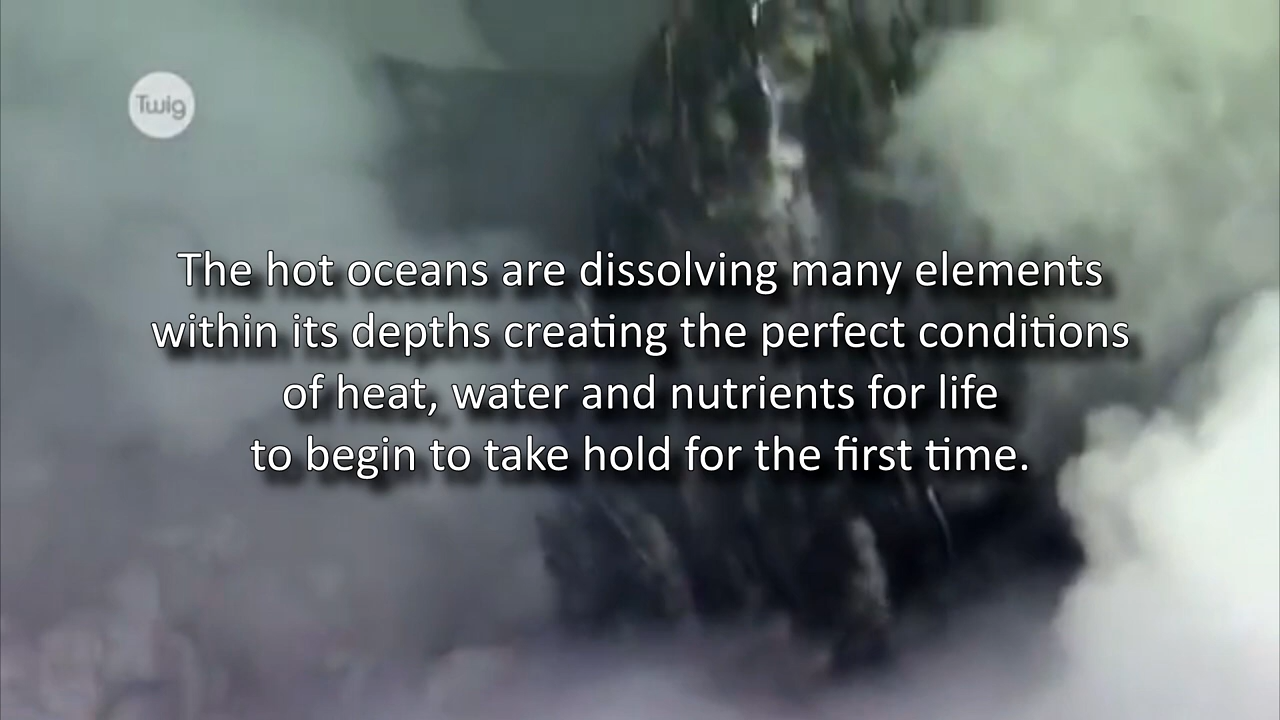 Twig
The hot oceans are dissolving many elements
within its depths creating the perfect conditions
of heat, water and nutrients for life
to begin to take hold for the first time.